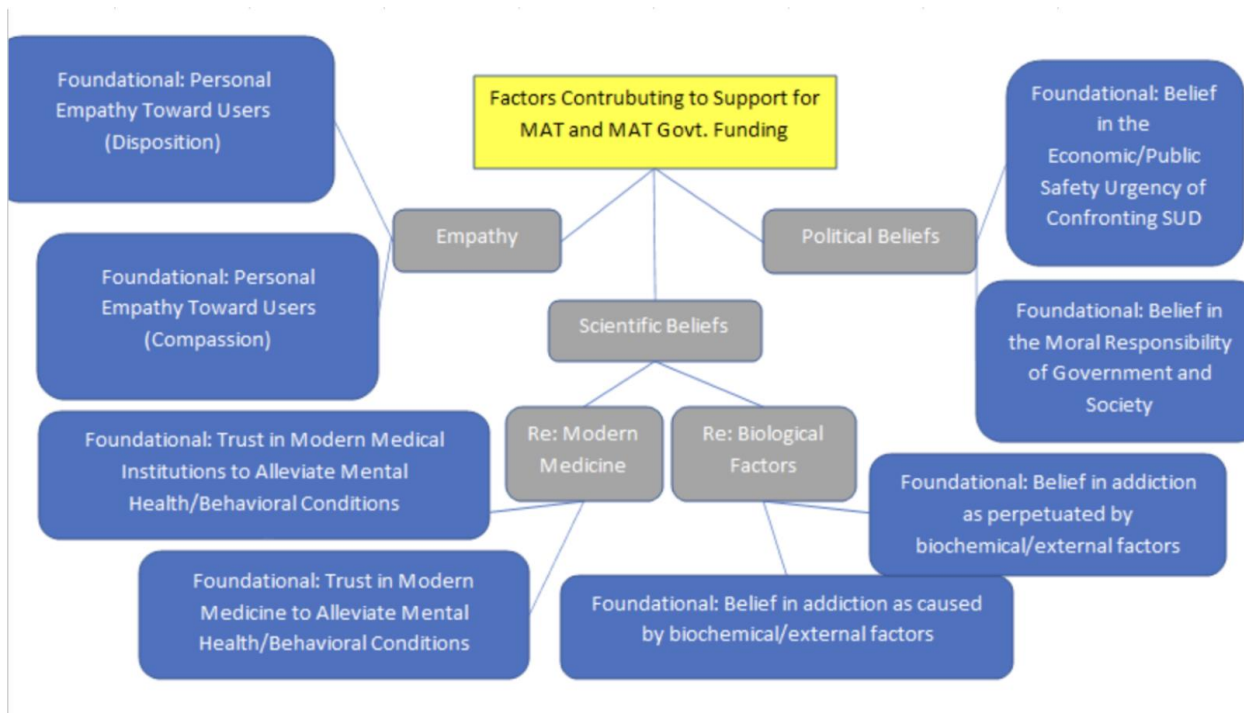 Factors Contrubuting to Support for
MAT and MAT Govt. Funding
Foundational: Personal
Empathy Toward Users
(Disposition)
Empathy
Foundational: Personal
Empathy Toward Users
(Compassion)
Political Beliefs
Foundational: Belief
in the
Economic/Public
Safety Urgency of
Confronting SUD
Foundational: Belief in
the Moral Responsibility
of Government and
Society
Scientific Beliefs
Re: Modern
Medicine
Re: Biological
Factors
Foundational: Trust in Modern Medical
Institutions to Alleviate Mental
Health/Behavioral Conditions
Foundational: Trust in Modern
Medicine to Alleviate Mental
Health/Behavioral Conditions
Foundational: Belief in addiction
as perpetuated by
biochemical/external factors
Foundational: Belief in addiction as caused
by biochemical/external factors